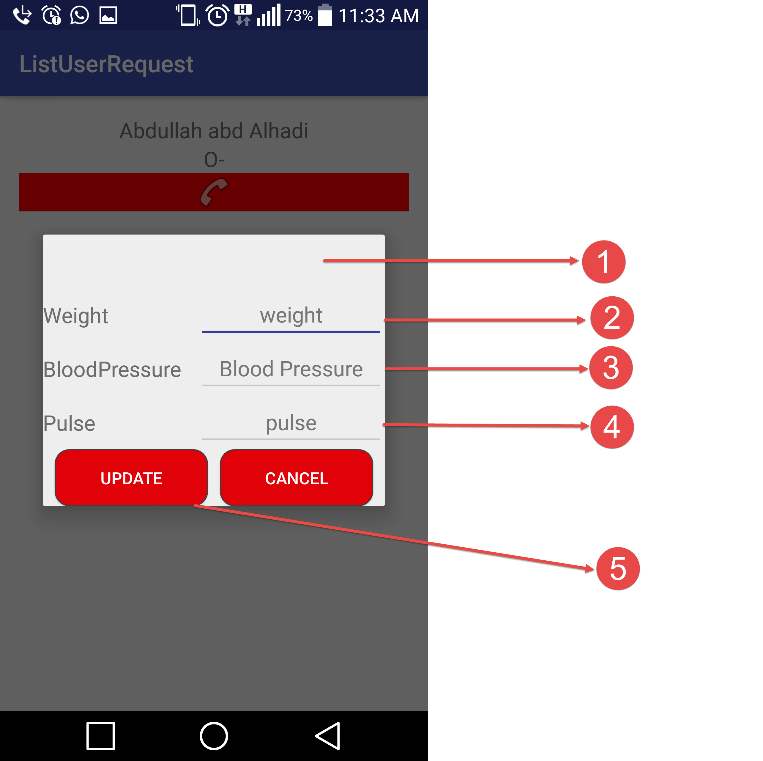 73% 11:33 AM
ListUserRequest
Abdullah abd Alhadi
O-
1
Weight weight 2
BloodPressure Blood Pressure 3
Pulse pulse 4
UPDATE CANCEL
5